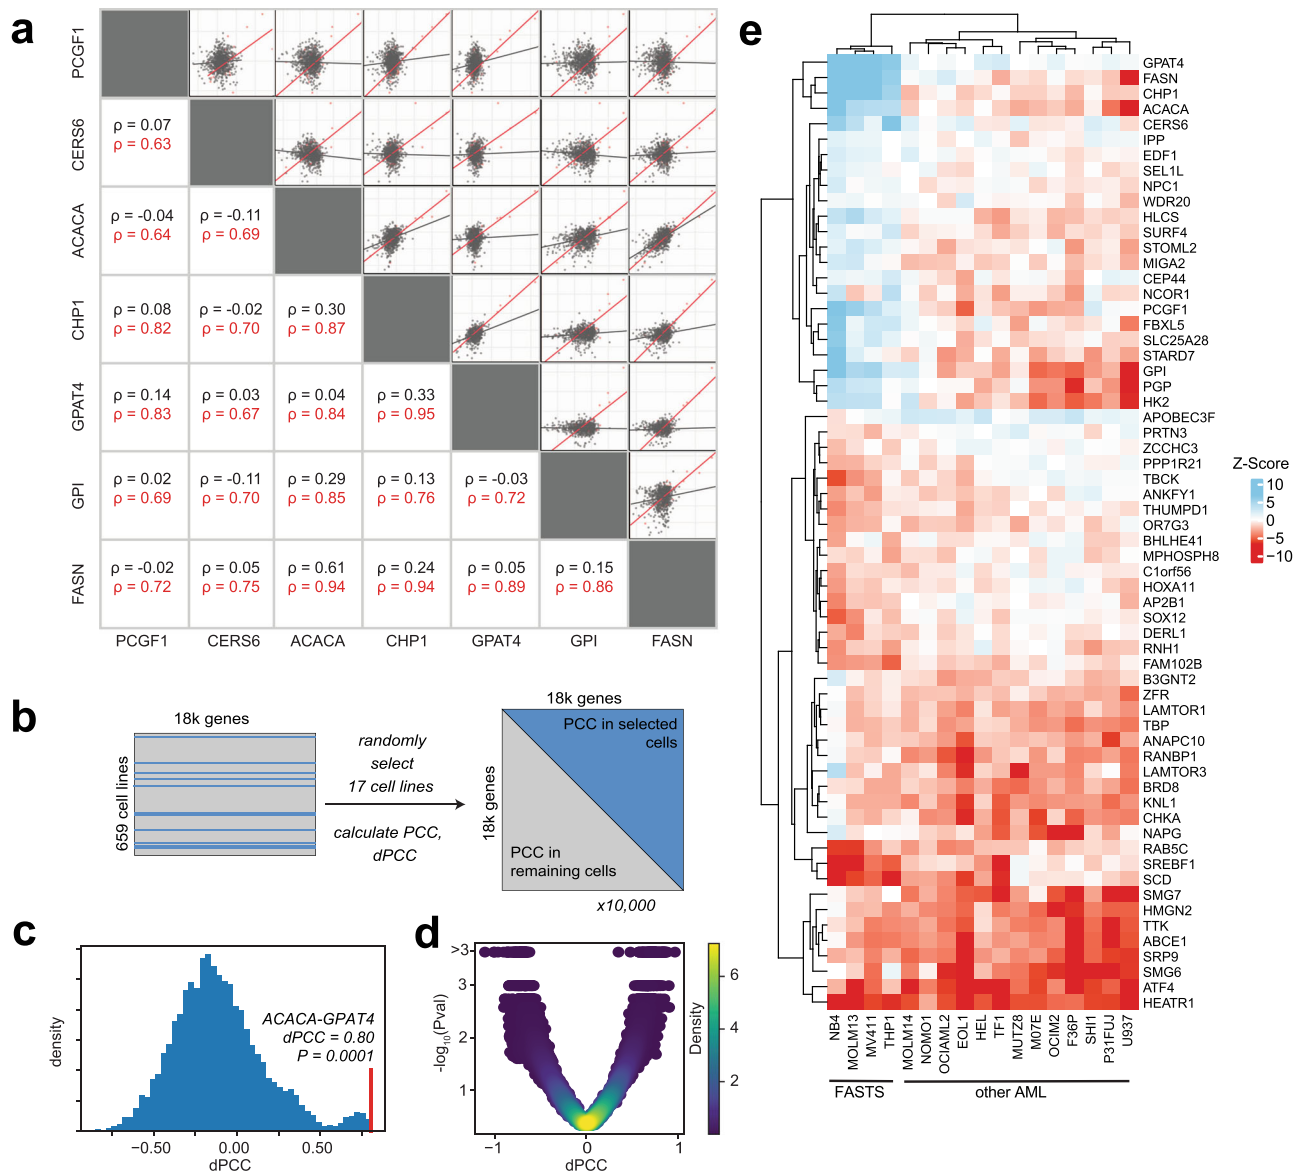 a
PCGF1
CERS6
ρ = 0.07
ρ = 0.63
ACACA
ρ = -0.04
ρ = 0.64
ρ = -0.11
ρ = 0.69
CHP1
ρ = 0.08
ρ = 0.82
ρ = -0.02
ρ = 0.70
ρ = 0.30
ρ = 0.87
GPAT4
ρ = 0.14
ρ = 0.83
ρ = 0.03
ρ = 0.67
ρ = 0.04
ρ = 0.84
ρ = 0.33
ρ = 0.95
GPI
ρ = 0.02
ρ = 0.69
ρ = -0.11
ρ = 0.70
ρ = 0.29
ρ = 0.85
ρ = 0.13
ρ = 0.76
ρ = -0.03
ρ = 0.72
FASN
ρ = -0.02
ρ = 0.72
ρ = 0.05
ρ = 0.75
ρ = 0.61
ρ = 0.94
ρ = 0.24
ρ = 0.94
ρ = 0.05
ρ = 0.89
ρ = 0.15
ρ = 0.86
PCGF1 CERS6 ACACA CHP1 GPAT4 GPI FASN
b
18k genes
659 cell lines
randomly
select
17 cell lines
calculate PCC,
dPCC
18k genes
18k genes
PCC in selected
cells
PCC in
remaining cells
x10,000
c
density
ACACA-GPAT4
dPCC = 0.80
P = 0.0001
−0.50 0.00 0.50
dPCC
d
-log10(Pval)
>3
3
2
1
−1 0 1
dPCC
Density
6
4
2
e
GPAT4
FASN
CHP1
ACACA
CERS6
IPP
EDF1
SEL1L
NPC1
WDR20
HLCS
SURF4
STOML2
MIGA2
CEP44
NCOR1
PCGF1
FBXL5
SLC25A28
STARD7
GPI
PGP
HK2
APOBEC3F
PRTN3
ZCCHC3
PPP1R21
TBCK
ANKFY1
THUMPD1
OR7G3
BHLHE41
MPHOSPH8
C1orf56
HOXA11
AP2B1
SOX12
DERL1
RNH1
FAM102B
B3GNT2
ZFR
LAMTOR1
TBP
ANAPC10
RANBP1
LAMTOR3
BRD8
KNL1
CHKA
NAPG
RAB5C
SREBF1
SCD
SMG7
HMGN2
TTK
ABCE1
SRP9
SMG6
ATF4
HEATR1
NB4
MOLM13
MV411
THP1
MOLM14
NOMO1
OCIAML2
EOL1
HEL
TF1
MUTZ8
M07E
OCIM2
F36P
SHI1
P31FUJ
U937
FASTS
other AML
Z-Score
10
5
0
−5
−10